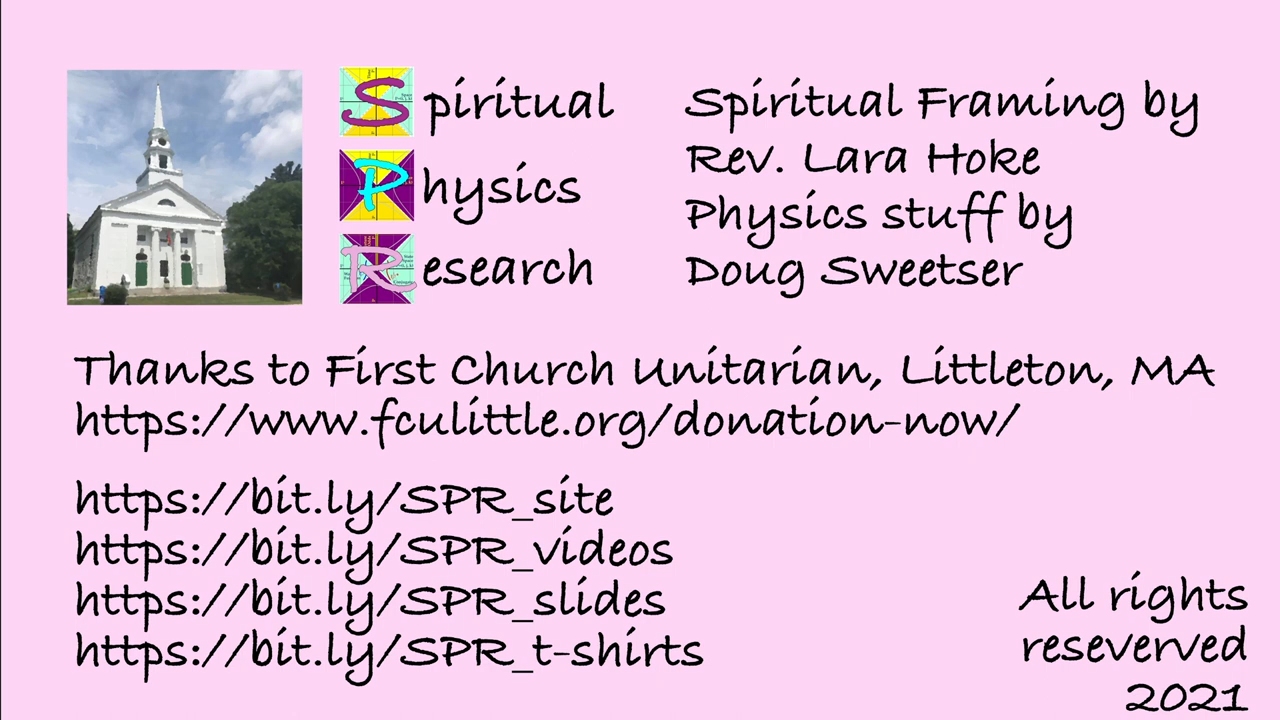 Spiritual
Physics
Research
Spiritual Framing by
Rev. Lara Hoke
Physics stuff by
Doug Sweetser
Thanks to First Church Unitarian, Littleton, MA
https://www.fculittle.org/donation-now/
https://bit.ly/SPR_site
https://bit.ly/SPR_videos
https://bit.ly/SPR_slides
https://bit.ly/SPR_t-shirts
All rights
reseverved
2021